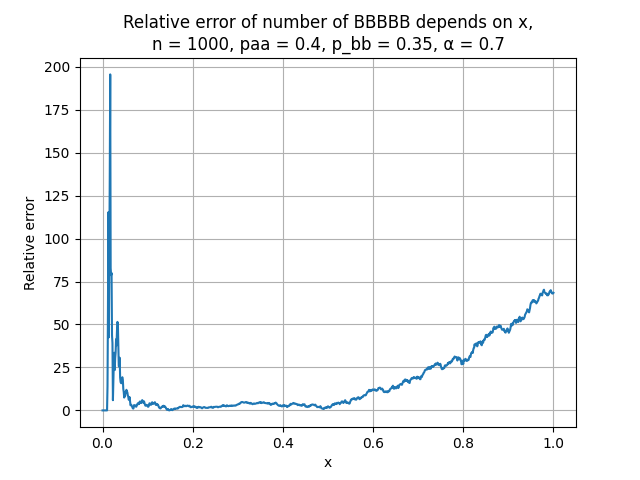 Relative error of number of BBBBB depends on x,
n = 1000, paa = 0.4, p_bb = 0.35, α = 0.7
200
175
150
125
100
75
50
25
0
Relative error
0.0 0.2 0.4 0.6 0.8 1.0
x